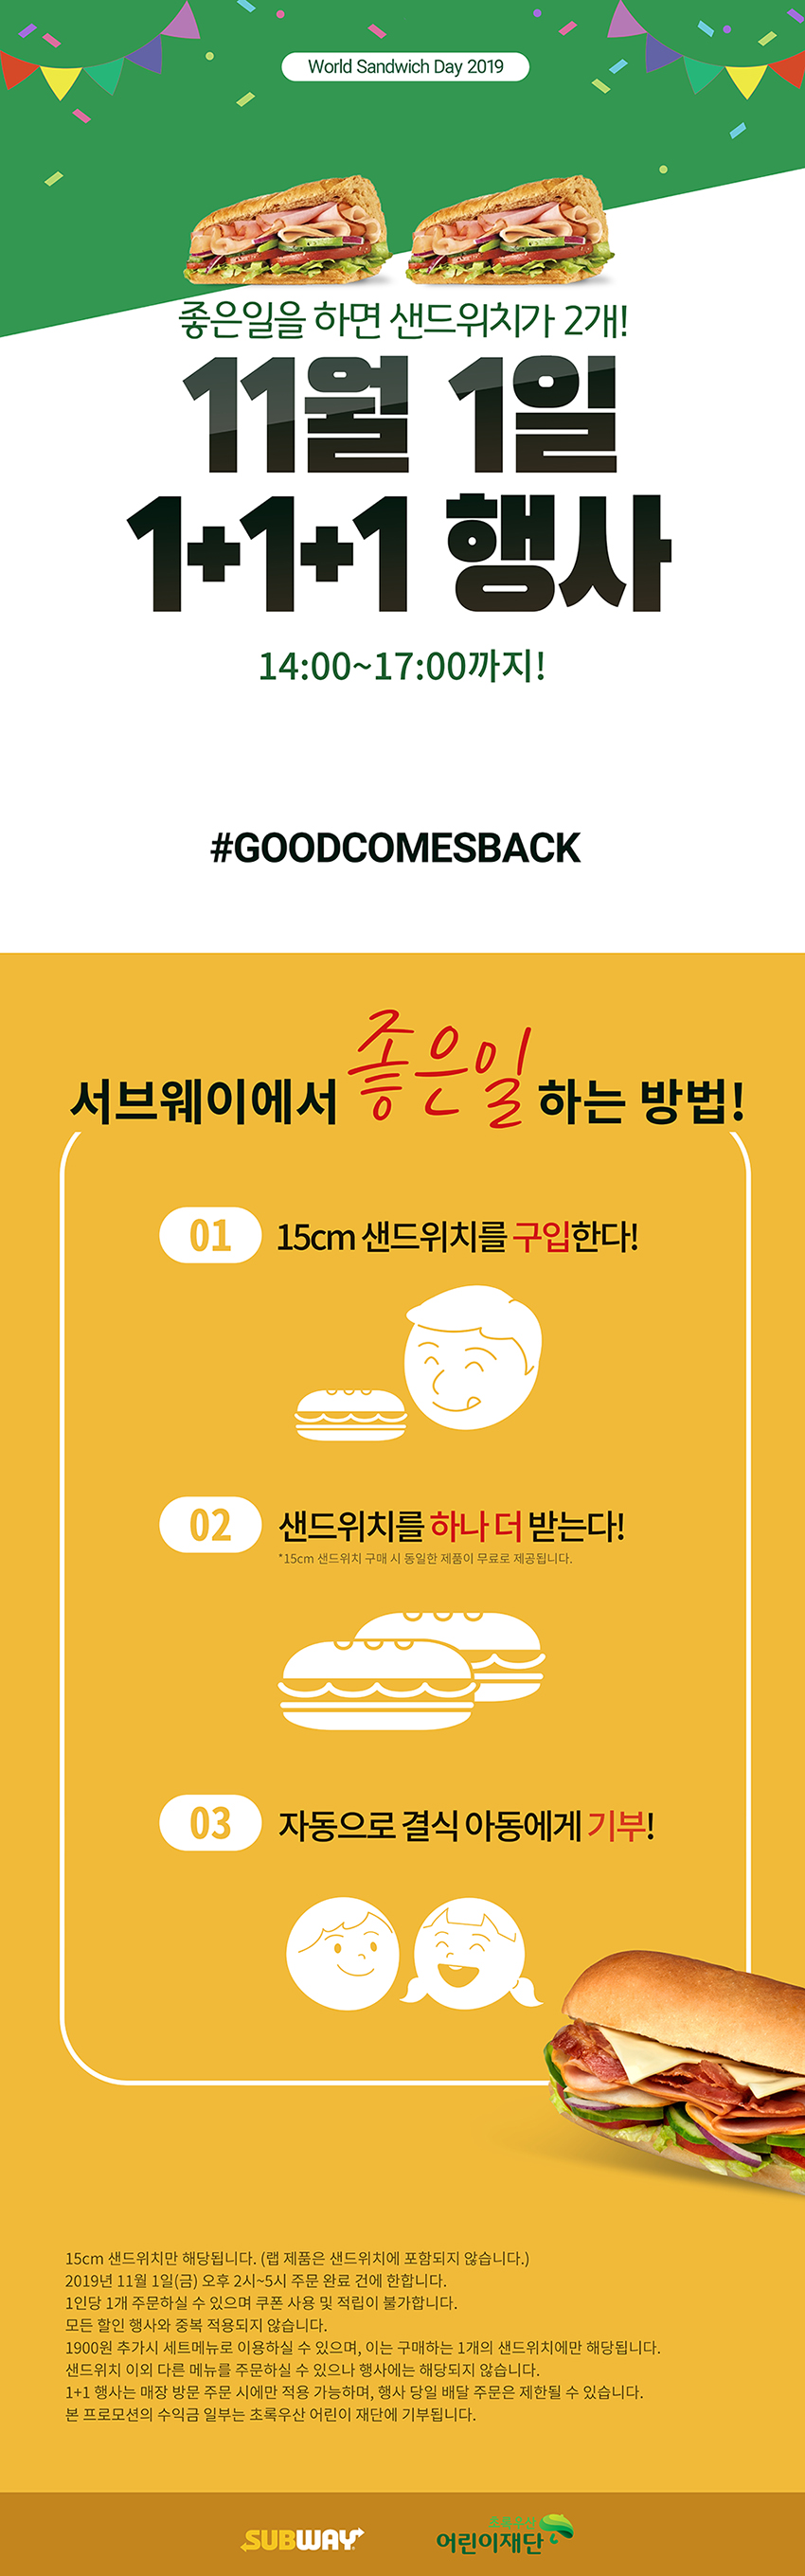 World Sandwich Day 2019
좋은일을 하면 샌드위치가 2개!
11월 1일
1+1+1 행사
14:00~17:00까지!
#GOODCOMESBACK
서브웨이에서 좋은일 하는 방법!
01 15cm 샌드위치를 구입한다!
02 샌드위치를 하나 더 받는다!
*15cm 샌드위치 구매 시 동일한 제품이 무료로 제공됩니다.
03 자동으로 결식 아동에게 기부!
15cm 샌드위치만 해당됩니다. (랩 제품은 샌드위치에 포함되지 않습니다.)
2019년 11월 1일(금) 오후 2시~5시 주문 완료 건에 한합니다.
1인당 1개 주문하실 수 있으며 쿠폰 사용 및 적립이 불가합니다.
모든 할인 행사와 중복 적용되지 않습니다.
1900원 추가시 세트메뉴로 이용하실 수 있으며, 이는 구매하는 1개의 샌드위치에만 해당됩니다.
샌드위치 이외 다른 메뉴를 주문하실 수 있으나 행사에는 해당되지 않습니다.
1+1 행사는 매장 방문 주문 시에만 적용 가능하며, 행사 당일 배달 주문은 제한될 수 있습니다.
본 프로모션의 수익금 일부는 초록우산 어린이 재단에 기부됩니다.
SUBWAY
초록우산
어린이재단